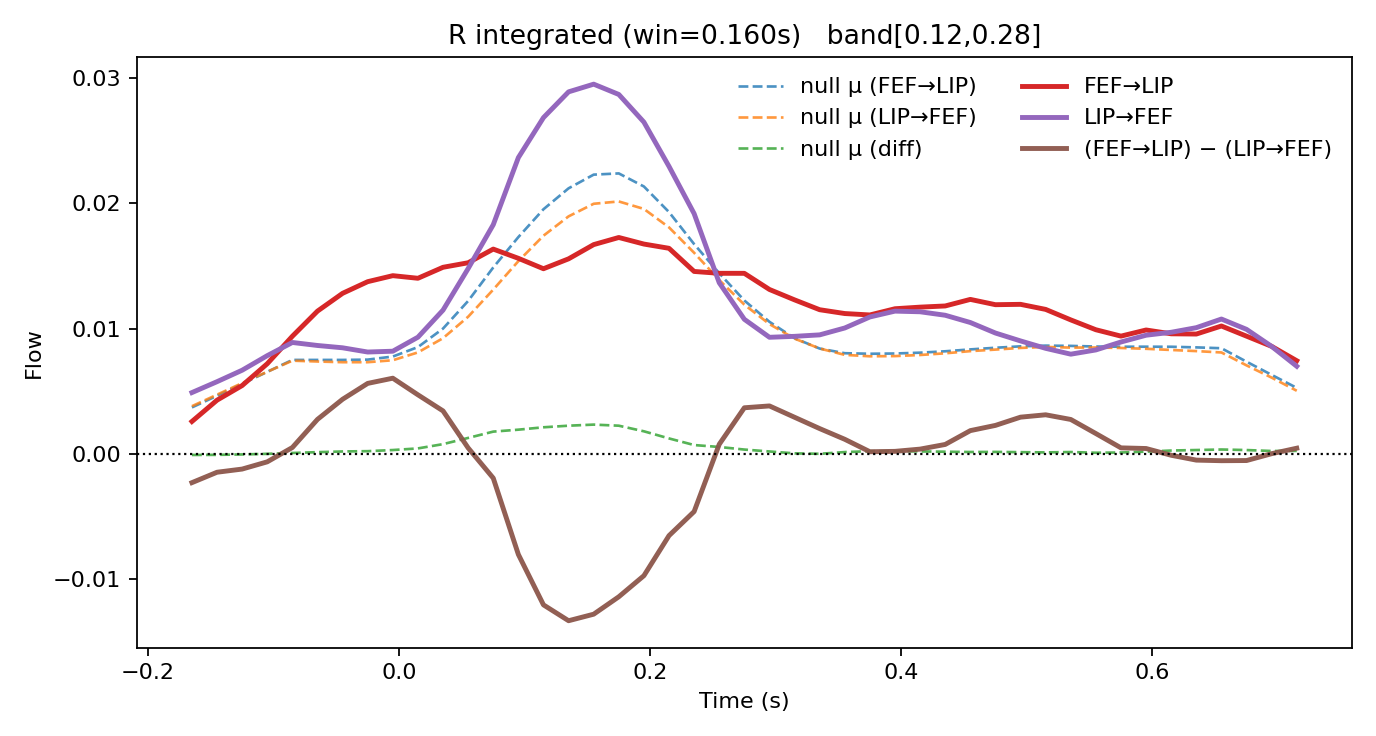 R integrated (win=0.160s)   band[0.12,0.28]
null μ (FEF→LIP)
null μ (LIP→FEF)
null μ (diff)
FEF→LIP
LIP→FEF
(FEF→LIP) − (LIP→FEF)
0.03
0.02
0.01
0.00
−0.01
Flow
−0.2
0.0
0.2
0.4
0.6
Time (s)